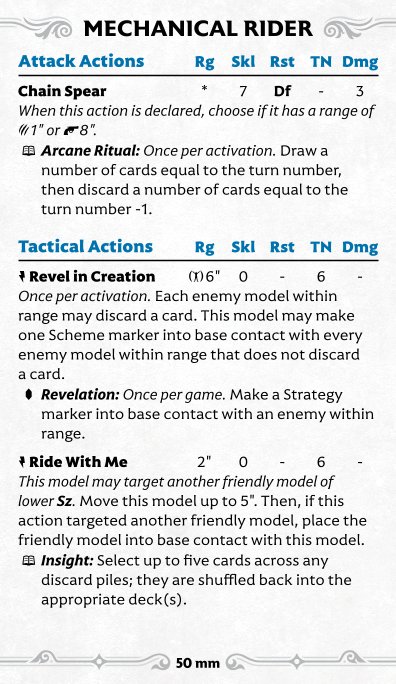 MECHANICAL RIDER
Attack Actions Rg Skl Rst TN Dmg
Chain Spear * 7 Df - 3
When this action is declared, choose if it has a range of
1" or 8".
Arcane Ritual: Once per activation. Draw a
number of cards equal to the turn number,
then discard a number of cards equal to the
turn number -1.
Tactical Actions Rg Skl Rst TN Dmg
Revel in Creation 6" 0 - 6 -
Once per activation. Each enemy model within
range may discard a card. This model may make
one Scheme marker into base contact with every
enemy model within range that does not discard
a card.
Revelation: Once per game. Make a Strategy
marker into base contact with an enemy within
range.
Ride With Me 2" 0 - 6 -
This model may target another friendly model of
lower Sz. Move this model up to 5". Then, if this
action targeted another friendly model, place the
friendly model into base contact with this model.
Insight: Select up to five cards across any
discard piles; they are shuffled back into the
appropriate deck(s).
50 mm